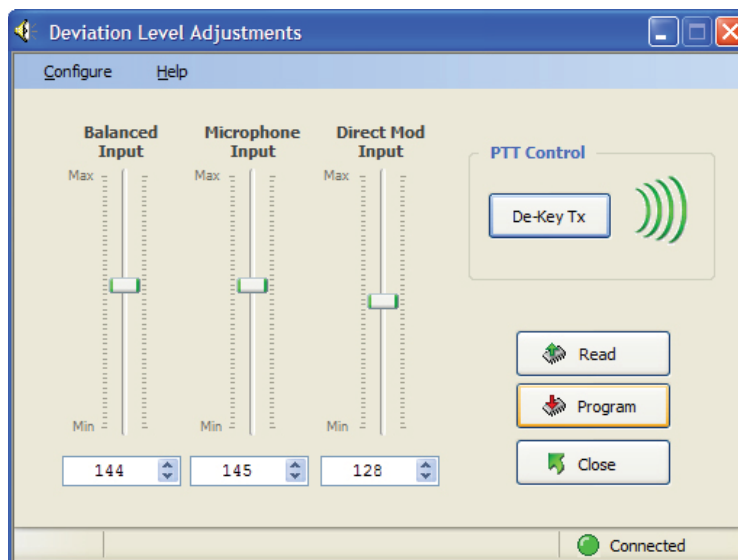 Deviation Level Adjustments
Configure Help
Balanced Input
Microphone Input
Direct Mod Input
Max Max Max
Min Min Min
144 145 128
PTT Control
De-Key Tx
Read
Program
Close
Connected